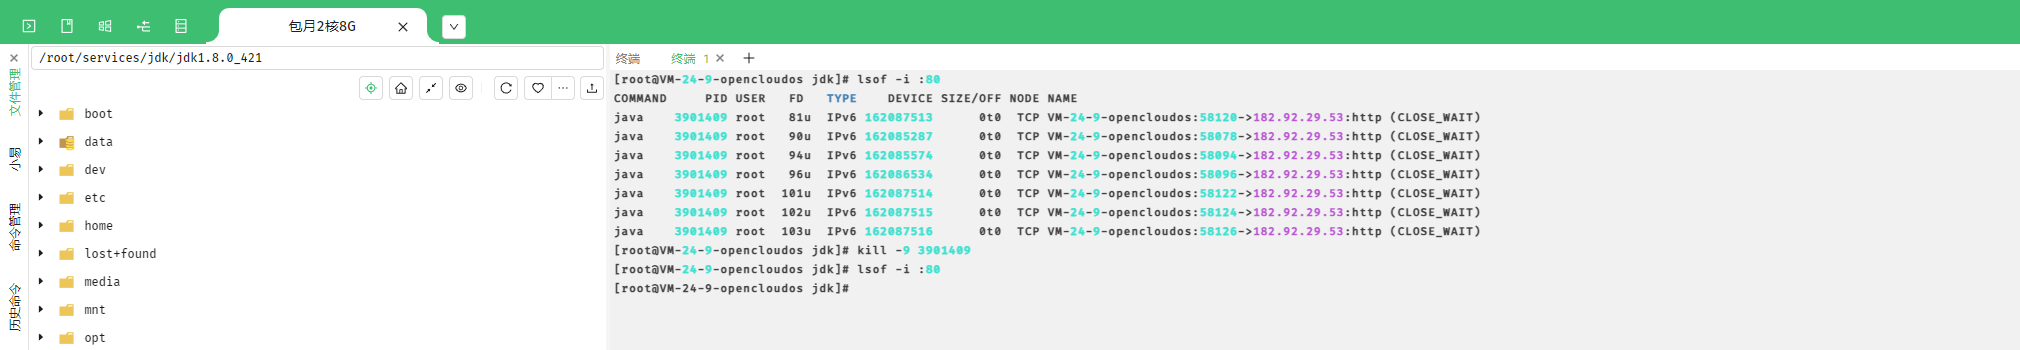 包月2核8G
/root/services/jdk/jdk1.8.0_421
文件管理
小易
命令管理
历史命令
boot
data
dev
etc
home
lost+found
media
mnt
opt
终端
终端 1
[root@VM-24-9-opencloudos jdk]# lsof -i :80
COMMAND     PID USER   FD   TYPE    DEVICE SIZE/OFF NODE NAME
java    3901409 root   81u  IPv6 162087513      0t0  TCP VM-24-9-opencloudos:58120->182.92.29.53:http (CLOSE_WAIT)
java    3901409 root   90u  IPv6 162085287      0t0  TCP VM-24-9-opencloudos:58078->182.92.29.53:http (CLOSE_WAIT)
java    3901409 root   94u  IPv6 162085574      0t0  TCP VM-24-9-opencloudos:58094->182.92.29.53:http (CLOSE_WAIT)
java    3901409 root   96u  IPv6 162086534      0t0  TCP VM-24-9-opencloudos:58096->182.92.29.53:http (CLOSE_WAIT)
java    3901409 root  101u  IPv6 162087514      0t0  TCP VM-24-9-opencloudos:58122->182.92.29.53:http (CLOSE_WAIT)
java    3901409 root  102u  IPv6 162087515      0t0  TCP VM-24-9-opencloudos:58124->182.92.29.53:http (CLOSE_WAIT)
java    3901409 root  103u  IPv6 162087516      0t0  TCP VM-24-9-opencloudos:58126->182.92.29.53:http (CLOSE_WAIT)
[root@VM-24-9-opencloudos jdk]# kill -9 3901409
[root@VM-24-9-opencloudos jdk]# lsof -i :80
[root@VM-24-9-opencloudos jdk]#